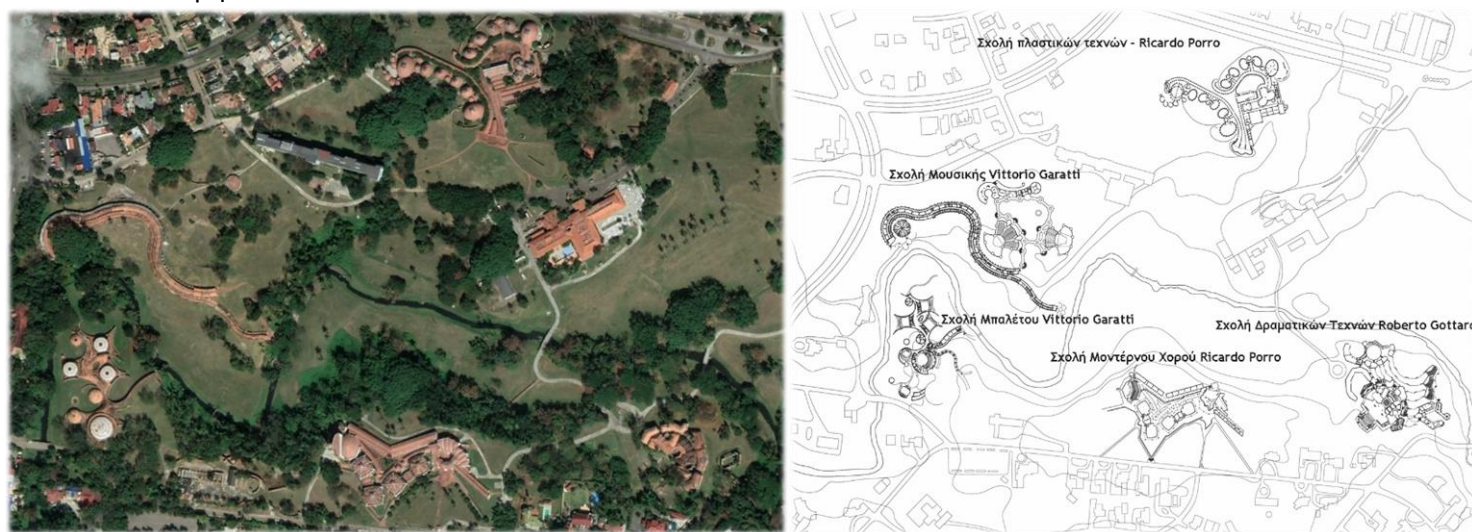 Σχολή πλαστικών τεχνών - Ricardo Porro
Σχολή Μουσικής Vittorio Garatti
Σχολή Μπαλέτου Vittorio Garatti
Σχολή Δραματικών Τεχνών Roberto Gottar
Σχολή Μοντέρνου Χορού Ricardo Porro